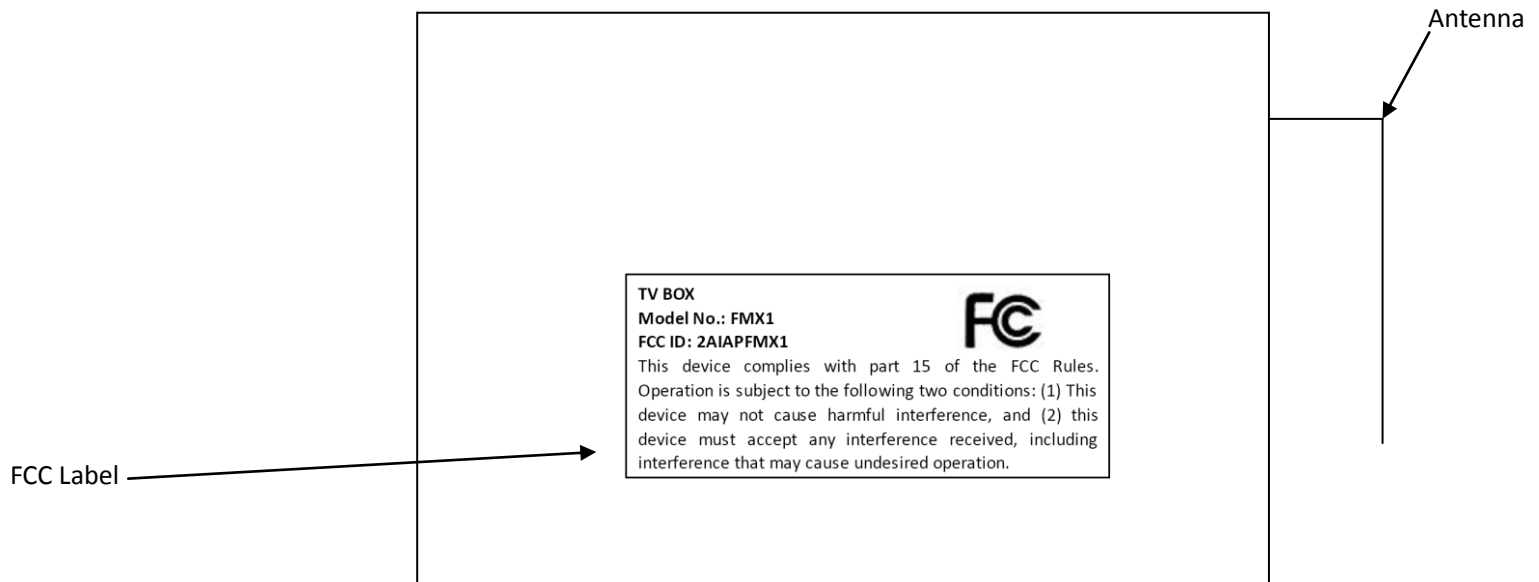 Antenna
TV BOX
Model No.: FMX1
FCC ID: 2AIAPFMX1
This device complies with part 15 of the FCC Rules.
Operation is subject to the following two conditions: (1) This
device may not cause harmful interference, and (2) this
device must accept any interference received, including
interference that may cause undesired operation.
FCC Label
FC